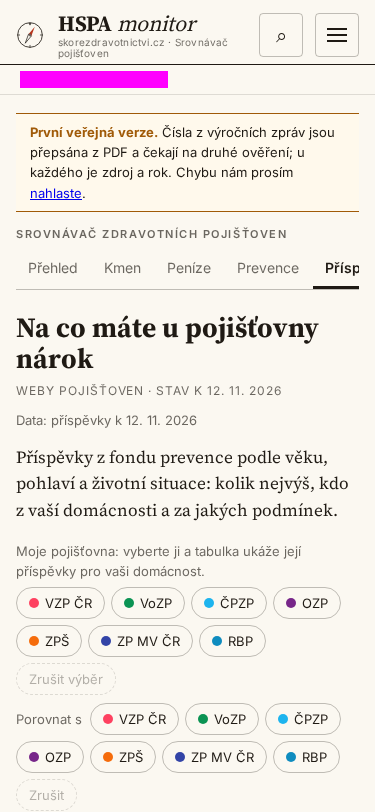 HSPA monitor
skorezdravotnictvi.cz · Srovnávač
pojišťoven
První veřejná verze. Čísla z výročních zpráv jsou
přepsána z PDF a čekají na druhé ověření; u
každého je zdroj a rok. Chybu nám prosím
nahlaste.
SROVNÁVAČ ZDRAVOTNÍCH POJIŠŤOVEN
Přehled Kmen Peníze Prevence Přísp
Na co máte u pojišťovny
nárok
WEBY POJIŠŤOVEN · STAV K 12. 11. 2026
Data: příspěvky k 12. 11. 2026
Příspěvky z fondu prevence podle věku,
pohlaví a životní situace: kolik nejvýš, kdo
z vaší domácnosti a za jakých podmínek.
Moje pojišťovna: vyberte ji a tabulka ukáže její
příspěvky pro vaši domácnost.
VZP ČR VoZP ČPZP OZP
ZPŠ ZP MV ČR RBP
Zrušit výběr
Porovnat s VZP ČR VoZP ČPZP
OZP ZPŠ ZP MV ČR RBP
Zrušit